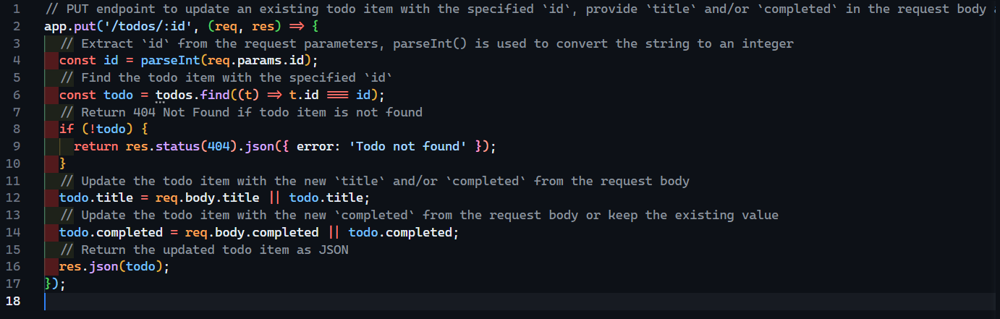 1 // PUT endpoint to update an existing todo item with the specified `id`, provide `title` and/or `completed` in the request body
2 app.put('/todos/:id', (req, res) => {
3 // Extract `id` from the request parameters, parseInt() is used to convert the string to an integer
4 const id = parseInt(req.params.id);
5 // Find the todo item with the specified `id`
6 const todo = todos.find((t) => t.id === id);
7 // Return 404 Not Found if todo item is not found
8 if (!todo) {
9 return res.status(404).json({ error: 'Todo not found' });
10 }
11 // Update the todo item with the new `title` and/or `completed` from the request body
12 todo.title = req.body.title || todo.title;
13 // Update the todo item with the new `completed` from the request body or keep the existing value
14 todo.completed = req.body.completed || todo.completed;
15 // Return the updated todo item as JSON
16 res.json(todo);
17 });
18